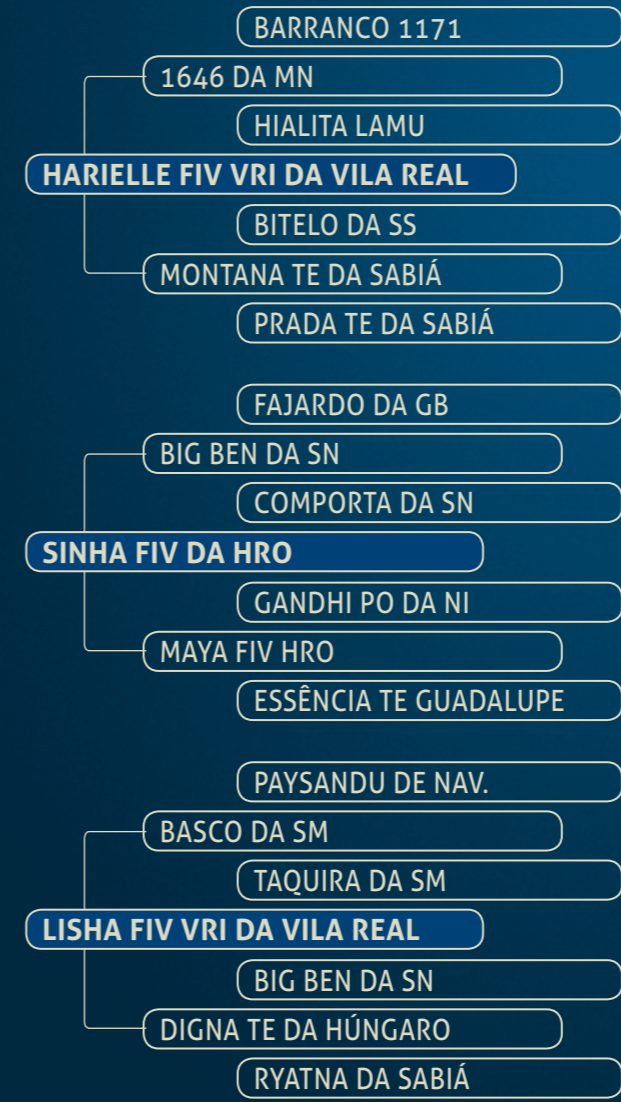 BARRANCO 1171
1646 DA MN
HIALITA LAMU
HARIELLE FIV VRI DA VILA REAL
BITELO DA SS
MONTANA TE DA SABIÁ
PRADA TE DA SABIÁ
FAJARDO DA GB
BIG BEN DA SN
COMPORTA DA SN
SINHA FIV DA HRO
GANDHI PO DA NI
MAYA FIV HRO
ESSÊNCIA TE GUADALUPE
PAYSANDU DE NAV.
BASCO DA SM
TAQUIRA DA SM
LISHA FIV VRI DA VILA REAL
BIG BEN DA SN
DIGNA TE DA HÚNGARO
RYATNA DA SABIÁ